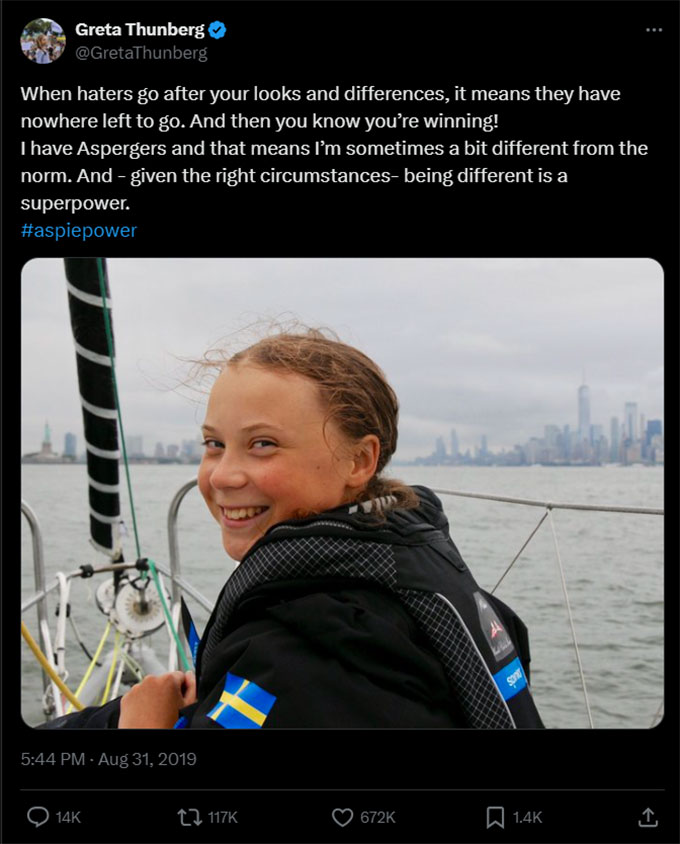 Greta Thunberg
@GretaThunberg
When haters go after your looks and differences, it means they have
nowhere left to go. And then you know you’re winning!
I have Aspergers and that means I’m sometimes a bit different from the
norm. And - given the right circumstances- being different is a
superpower.
#aspiepower
5:44 PM · Aug 31, 2019
14K 117K 672K 1.4K